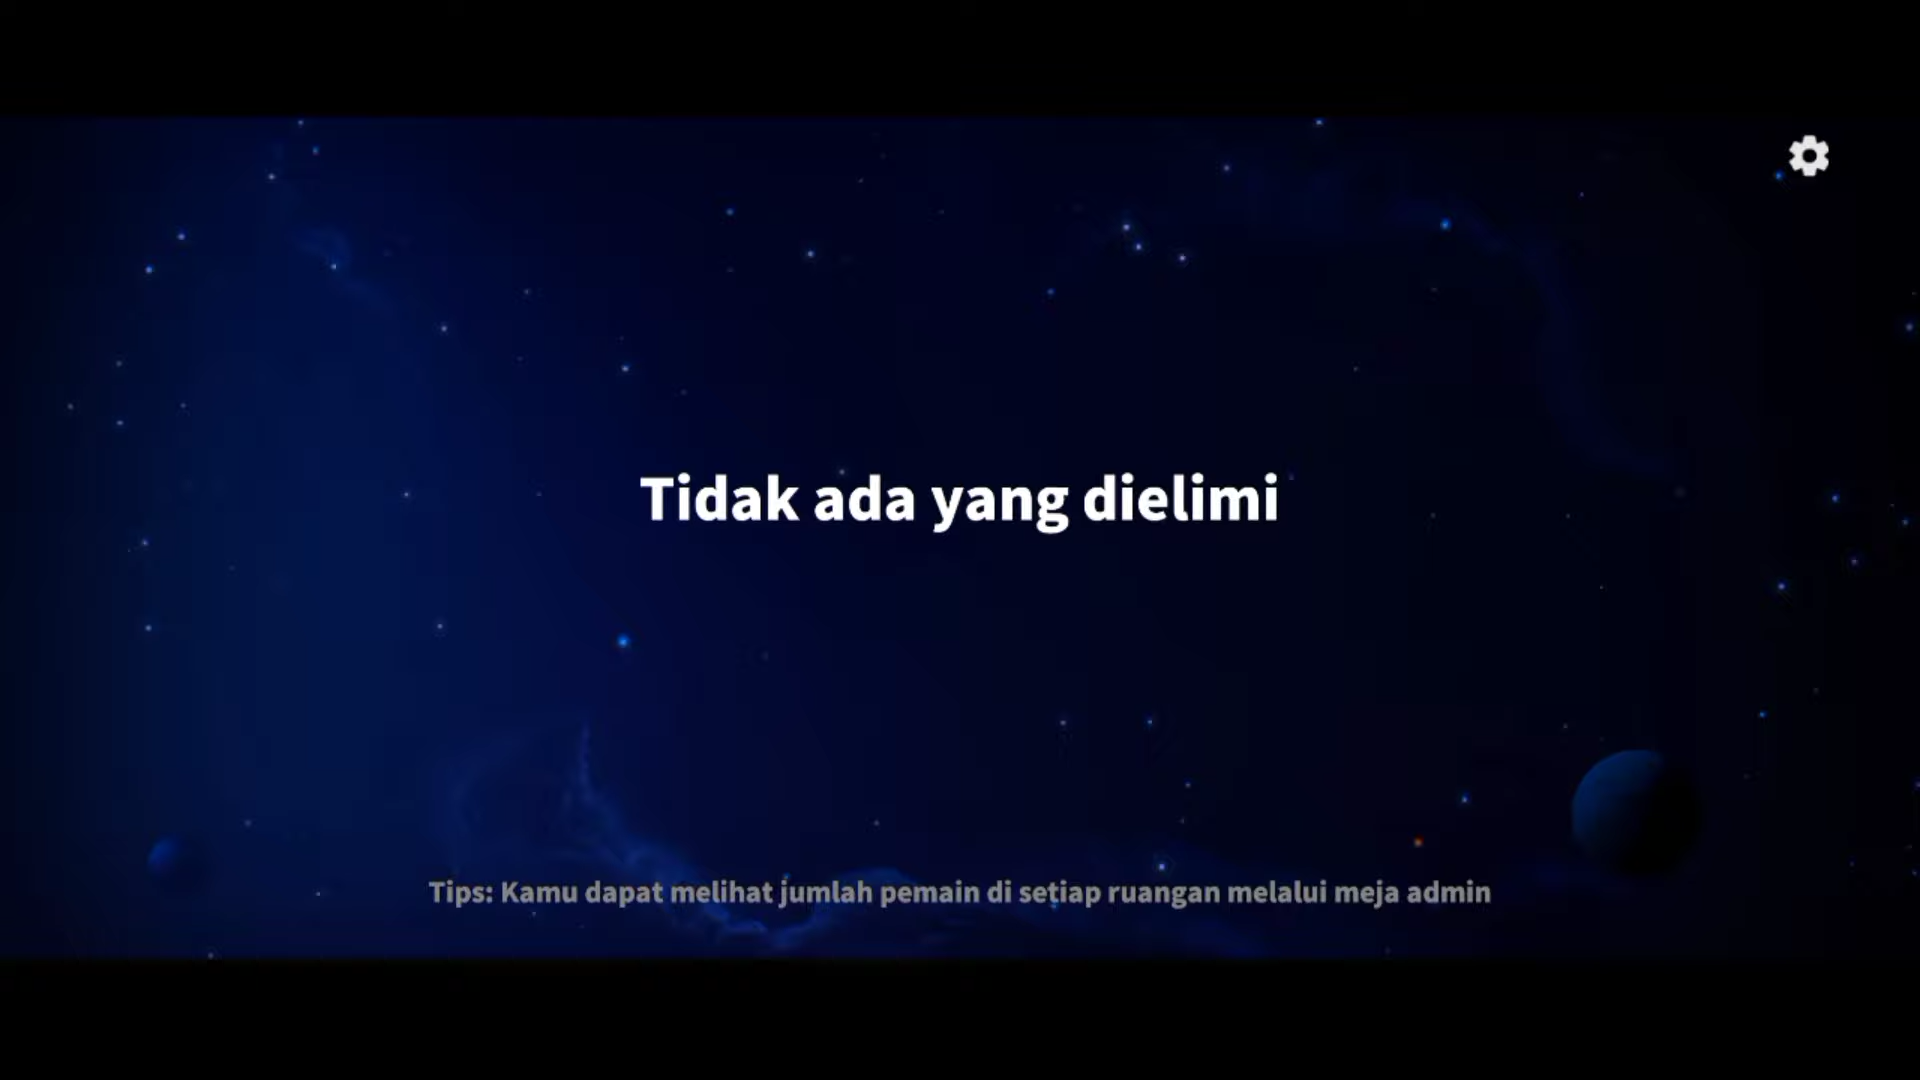 Tidak ada yang dielimi
Tips: Kamu dapat melihat jumlah pemain di setiap ruangan melalui meja admin